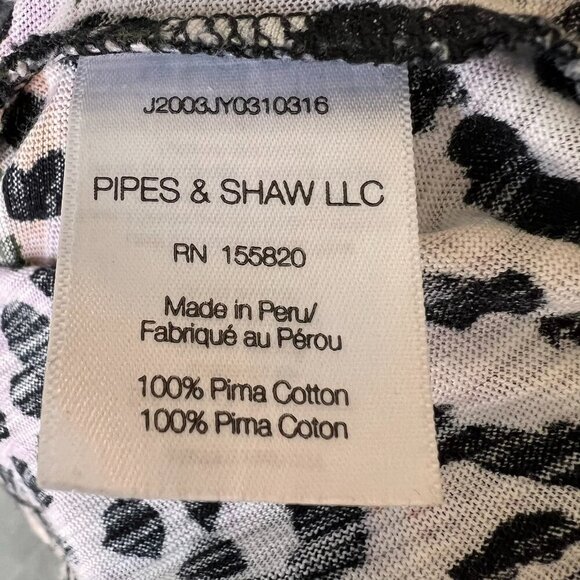 J2003JY0310316
PIPES & SHAW LLC
RN 155820
Made in Peru/
Fabriqué au Pérou
100% Pima Cotton
100% Pima Coton